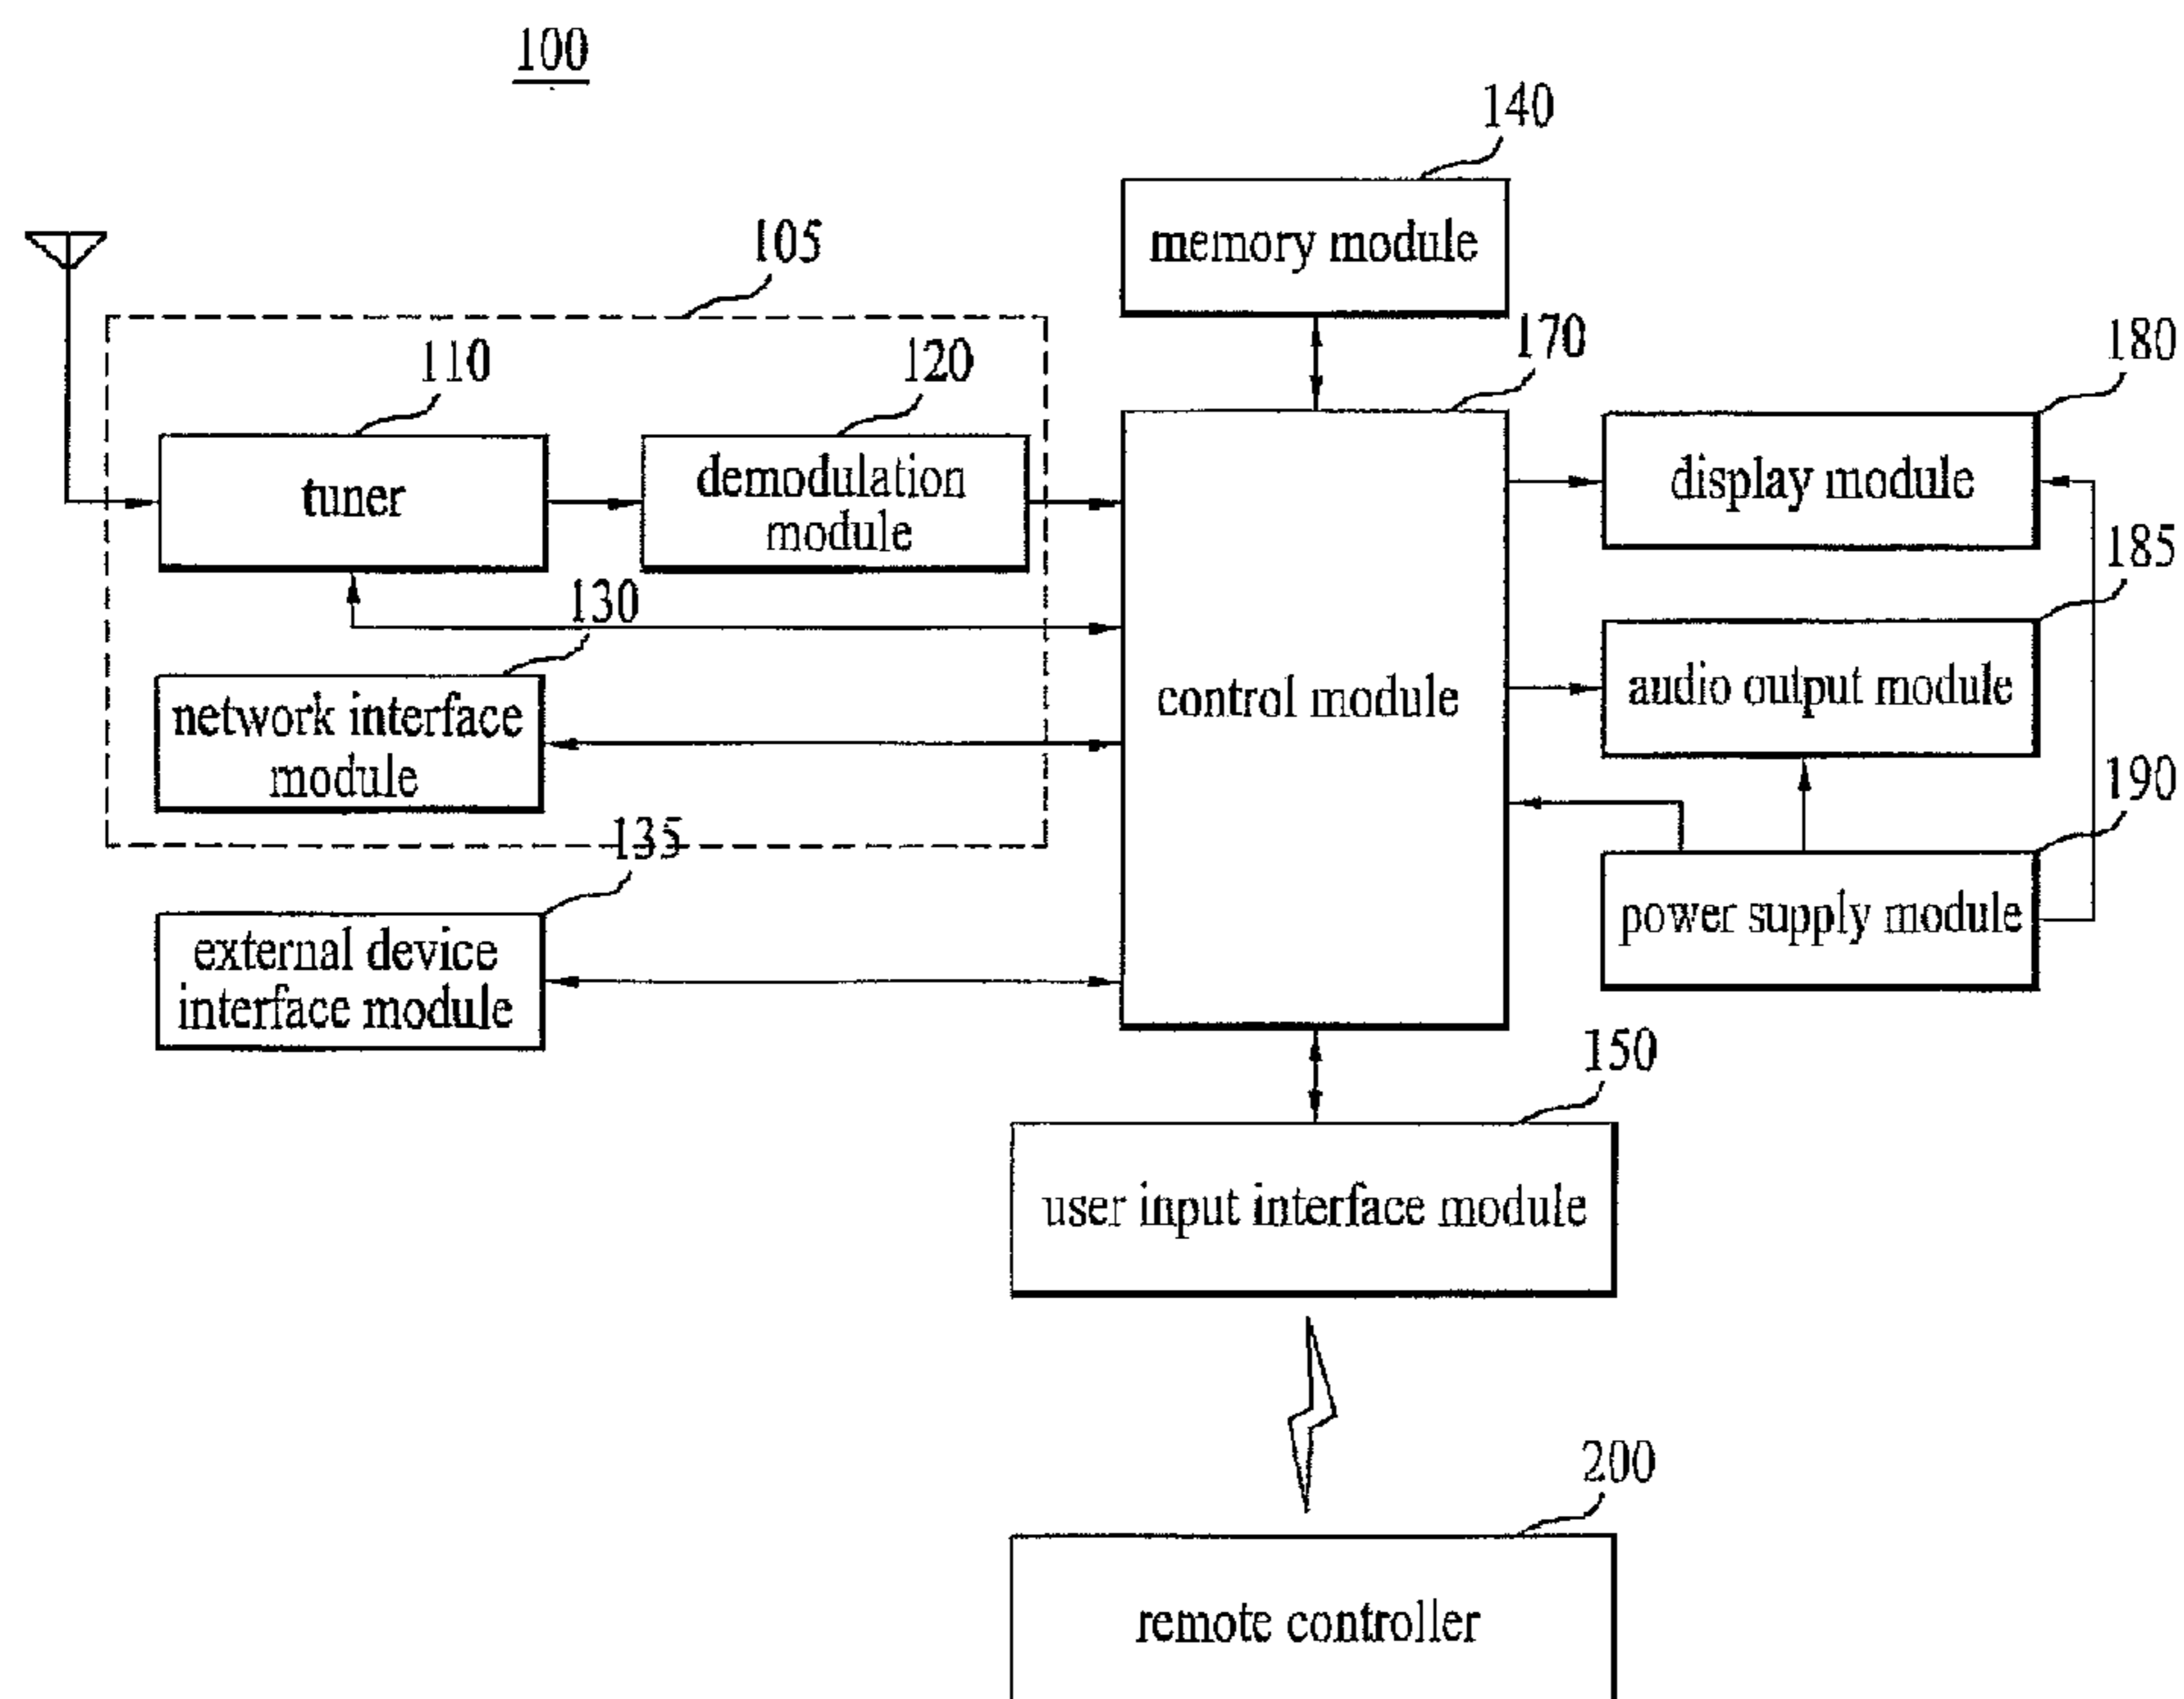 100
140
memory module
105
170
180
110
120
tuner
demodulation
module
display module
185
130
network interface
module
control module
audio output module
190
135
external device
interface module
power supply module
150
user input interface module
200
remote controller